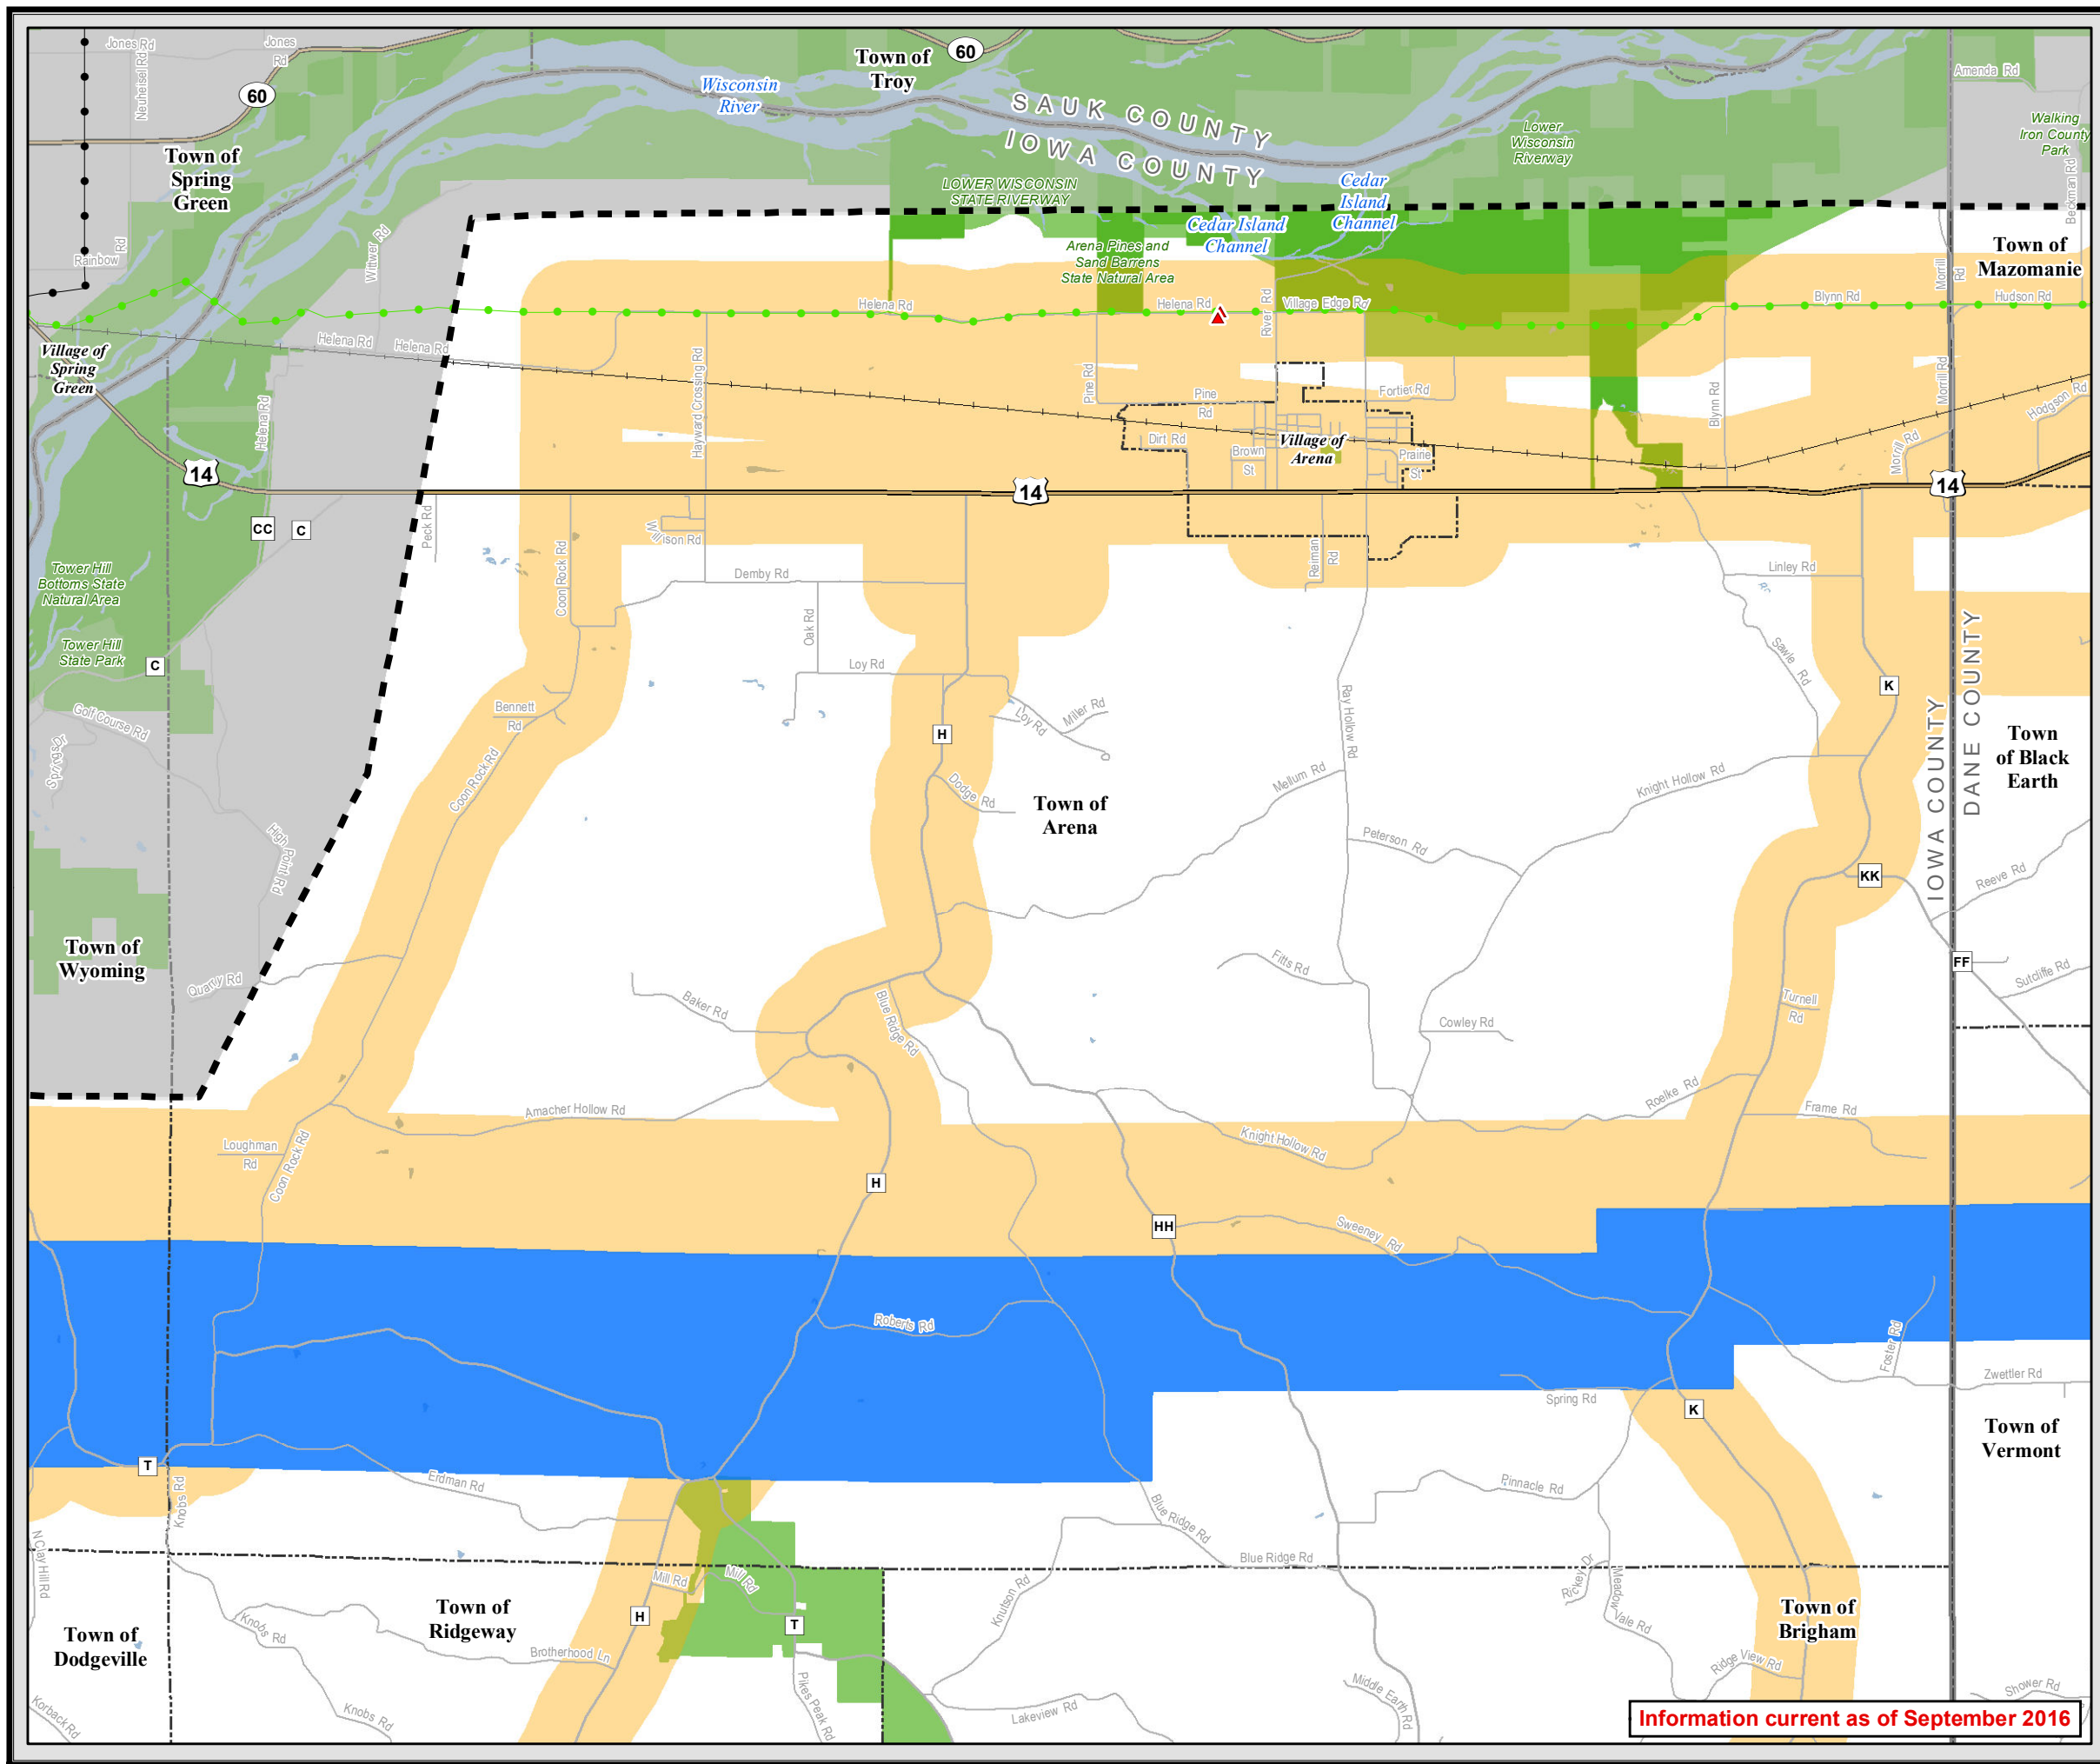 Jones Rd
Jones
Rd
Neuheisel Rd
60
Town of
Troy
60
Wisconsin
River
SAUK COUNTY
IOWA COUNTY
Amenda Rd
Lower
Wisconsin
Riverway
Walking
Iron County
Park
Beckman Rd
Town of
Spring
Green
LOWER WISCONSIN
STATE RIVERWAY
Cedar
Island
Channel
Cedar Island
Channel
Arena Pines and
Sand Barrens
State Natural Area
Town of
Mazomanie
Rainbow
Rd
Wittwer Rd
Morrill
Rd
Helena Rd
Helena Rd
River Rd
Village Edge Rd
Blynn Rd
Hudson Rd
Village of
Spring
Green
Helena Rd
Helena Rd
Hayward Crossing Rd
Pine Rd
Pine
Rd
Fortier Rd
Blynn Rd
Morrill Rd
Hodgson Rd
Helena Rd
Dirt Rd
Brown
St
Village of
Arena
Prairie
St
Morrill Rd
14
14
14
CC
C
Peck Rd
Willison Rd
Coon Rock Rd
Reiman
Rd
Demby Rd
Linley Rd
Tower Hill
Bottoms State
Natural Area
Oak Rd
Tower Hill
State Park
C
Loy Rd
Sawle Rd
K
IOWA COUNTY
DANE COUNTY
Golf Course Rd
Springs Dr
Bennett
Rd
Loy Rd
Miller Rd
Ray Hollow Rd
H
Coon Rock Rd
Dodge Rd
Mellum Rd
Knight Hollow Rd
Town
of Black
Earth
Town of
Arena
Peterson Rd
High Point Rd
KK
Reeve Rd
Town of
Wyoming
Quarry Rd
Fitts Rd
FF
Sutcliffe Rd
Baker Rd
Blue Ridge Rd
Turnell
Rd
Cowley Rd
Amacher Hollow Rd
Roelke Rd
Frame Rd
Loughman
Rd
Coon Rock Rd
Knight Hollow Rd
H
HH
Sweeney Rd
Roberts Rd
Foster Rd
Zwettler Rd
Spring Rd
K
Town of
Vermont
T
Knobs Rd
Erdman Rd
Pinnacle Rd
Blue Ridge Rd
N Clay Hill Rd
Blue Ridge Rd
Mill Rd
Mill Rd
Knutson Rd
Rickey Dr
Meadow
Vale Rd
Town of
Dodgeville
Knobs Rd
Town of
Ridgeway
H
T
Town of
Brigham
Brotherhood Ln
Ridge View Rd
Korback Rd
Knobs Rd
Pikes Peak Rd
Lakeview Rd
Middle Earth Rd
Shower Rd
Information current as of September 2016